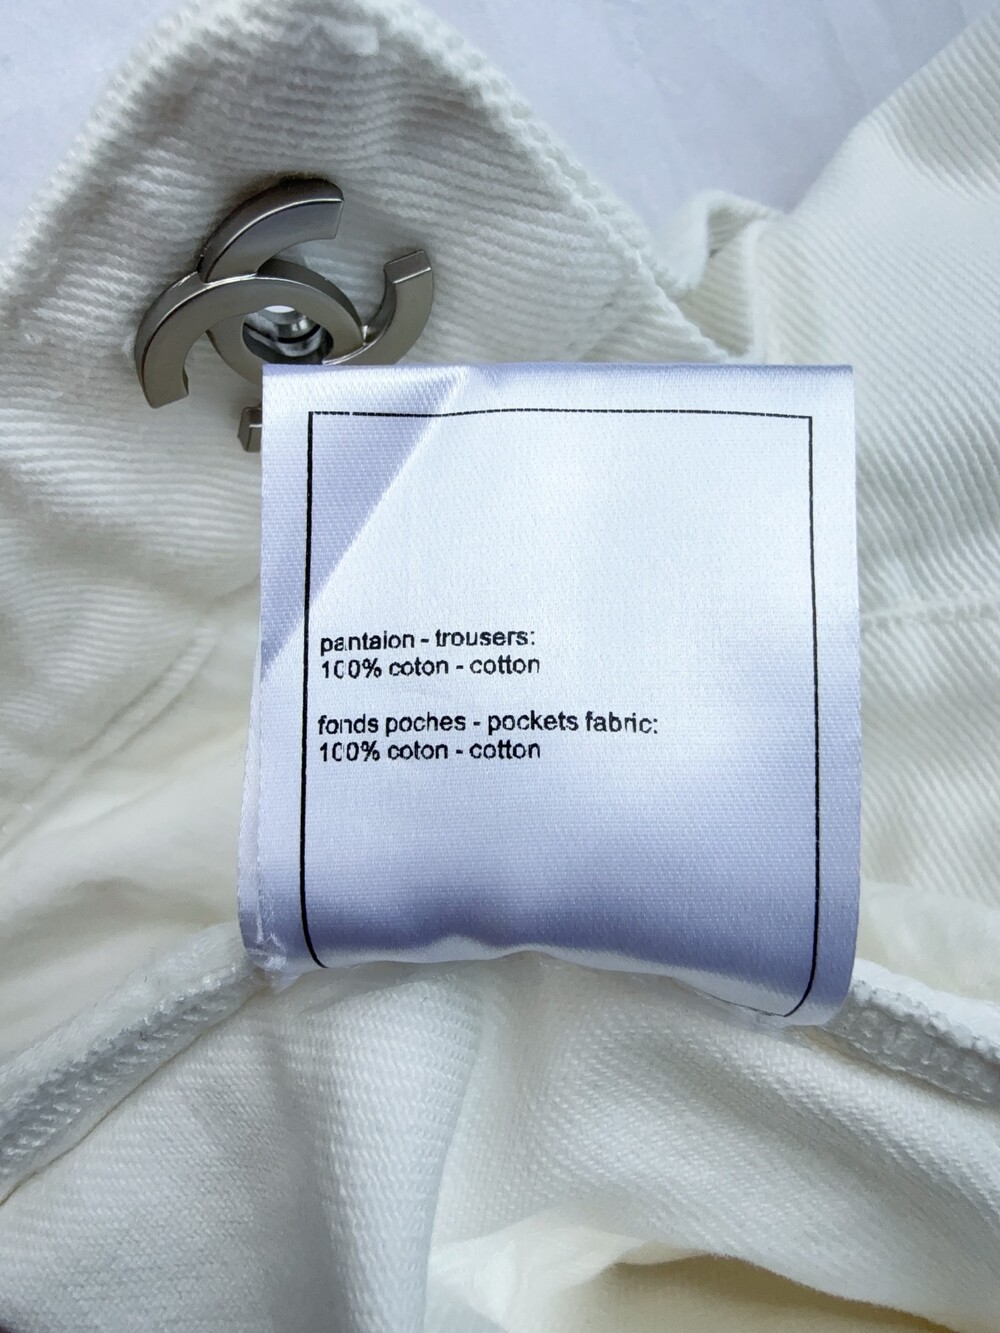 pantalon - trousers:
100% coton - cotton
fonds poches - pockets fabric:
100% coton - cotton